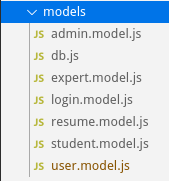 models
JS admin.model.js
JS db.js
JS expert.model.js
JS login.model.js
JS resume.model.js
JS student.model.js
JS user.model.js